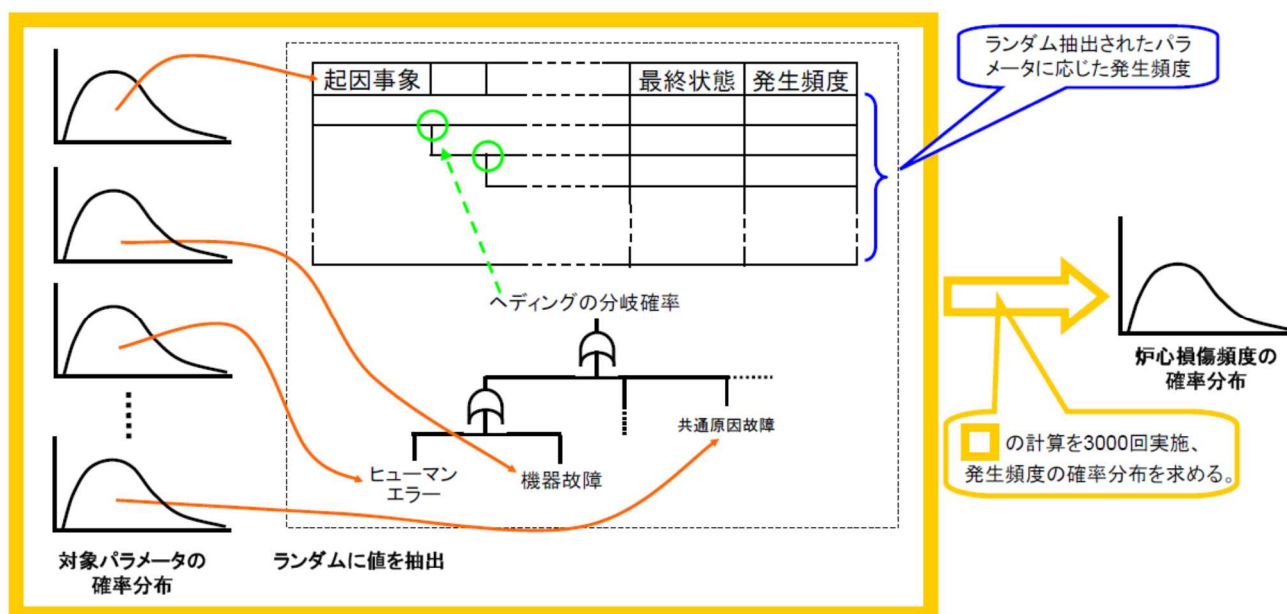 起因事象
最終状態
発生頻度
ランダム抽出されたパラ
メータに応じた発生頻度
ヘディングの分岐確率
共通原因故障
ヒューマン
エラー
機器故障
対象パラメータの
確率分布
ランダムに値を抽出
炉心損傷頻度の
確率分布
の計算を3000回実施、
発生頻度の確率分布を求める。